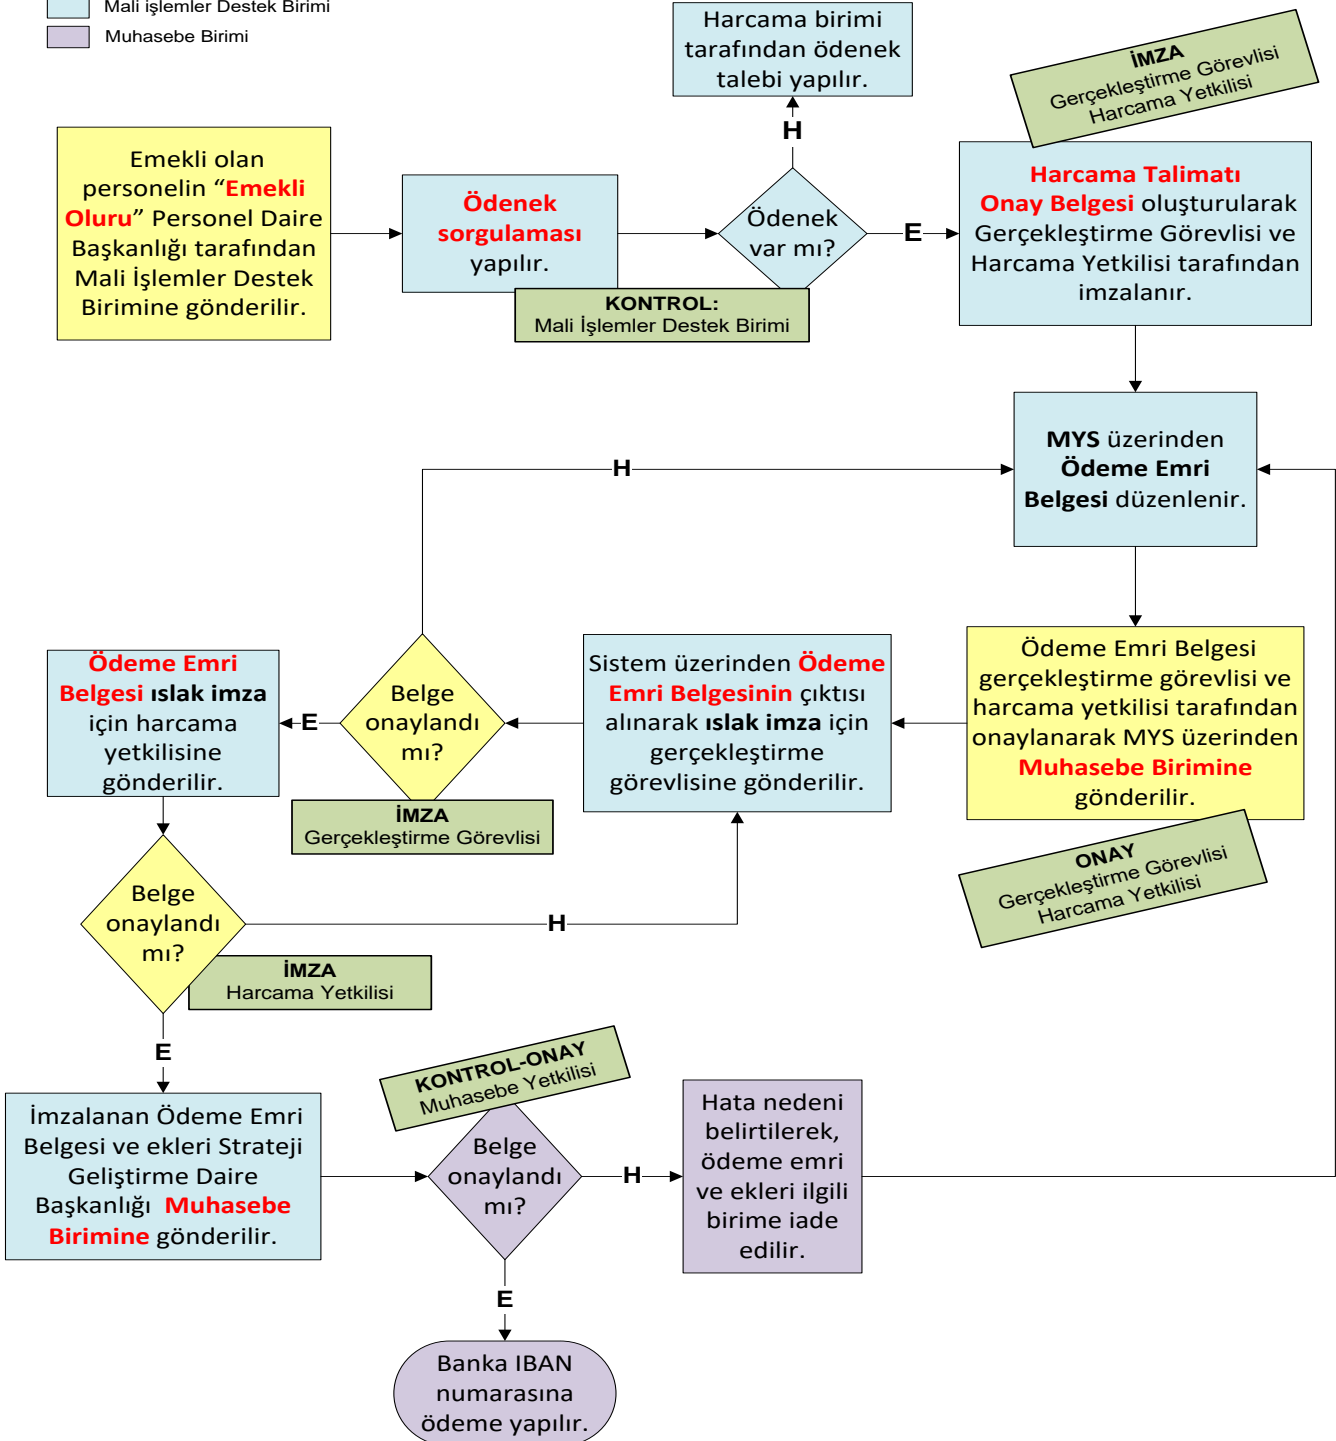 Mali işlemler Destek Birimi
Muhasebe Birimi
Harcama birimi
tarafından ödenek
talebi yapılır.
H
İMZA
Gerçekleştirme Görevlisi
Harcama Yetkilisi
Emekli olan
personelin “Emekli
Oluru” Personel Daire
Başkanlığı tarafından
Mali İşlemler Destek
Birimine gönderilir.
Ödenek
sorgulaması
yapılır.
Ödenek
var mı?
E
KONTROL:
Mali İşlemler Destek Birimi
Harcama Talimatı
Onay Belgesi oluşturularak
Gerçekleştirme Görevlisi ve
Harcama Yetkilisi tarafından
imzalanır.
MYS üzerinden
Ödeme Emri
Belgesi düzenlenir.
H
Ödeme Emri Belgesi
gerçekleştirme görevlisi ve
harcama yetkilisi tarafından
onaylanarak MYS üzerinden
Muhasebe Birimine
gönderilir.
ONAY
Gerçekleştirme Görevlisi
Harcama Yetkilisi
Sistem üzerinden Ödeme
Emri Belgesinin çıktısı
alınarak ıslak imza için
gerçekleştirme
görevlisine gönderilir.
Belge
onaylandı
mı?
E
İMZA
Gerçekleştirme Görevlisi
Ödeme Emri
Belgesi ıslak imza
için harcama
yetkilisine
gönderilir.
Belge
onaylandı
mı?
H
İMZA
Harcama Yetkilisi
E
İmzalanan Ödeme Emri
Belgesi ve ekleri Strateji
Geliştirme Daire
Başkanlığı Muhasebe
Birimine gönderilir.
KONTROL-ONAY
Muhasebe Yetkilisi
Belge
onaylandı
mı?
H
Hata nedeni
belirtilerek,
ödeme emri
ve ekleri ilgili
birime iade
edilir.
E
Banka IBAN
numarasına
ödeme yapılır.